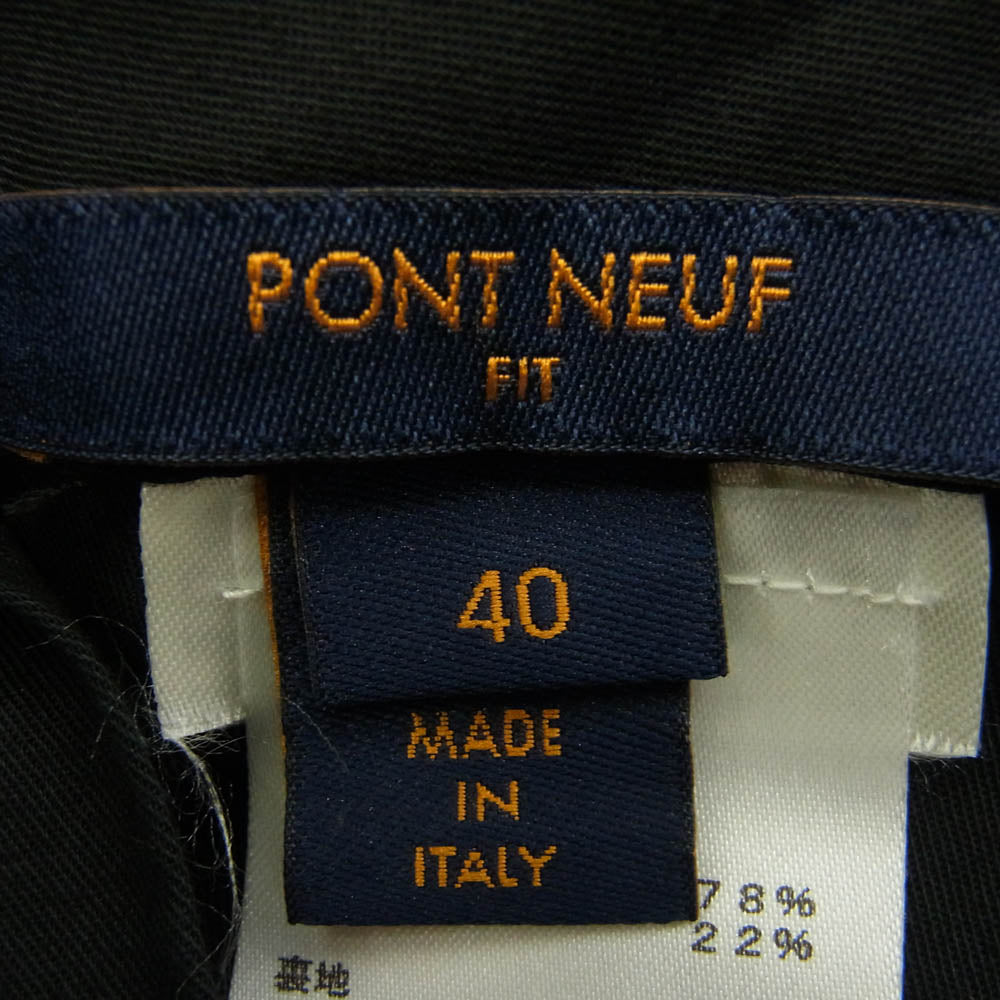 PONT NEUF
FIT
40
MADE
IN
ITALY
78%
22%
裏地